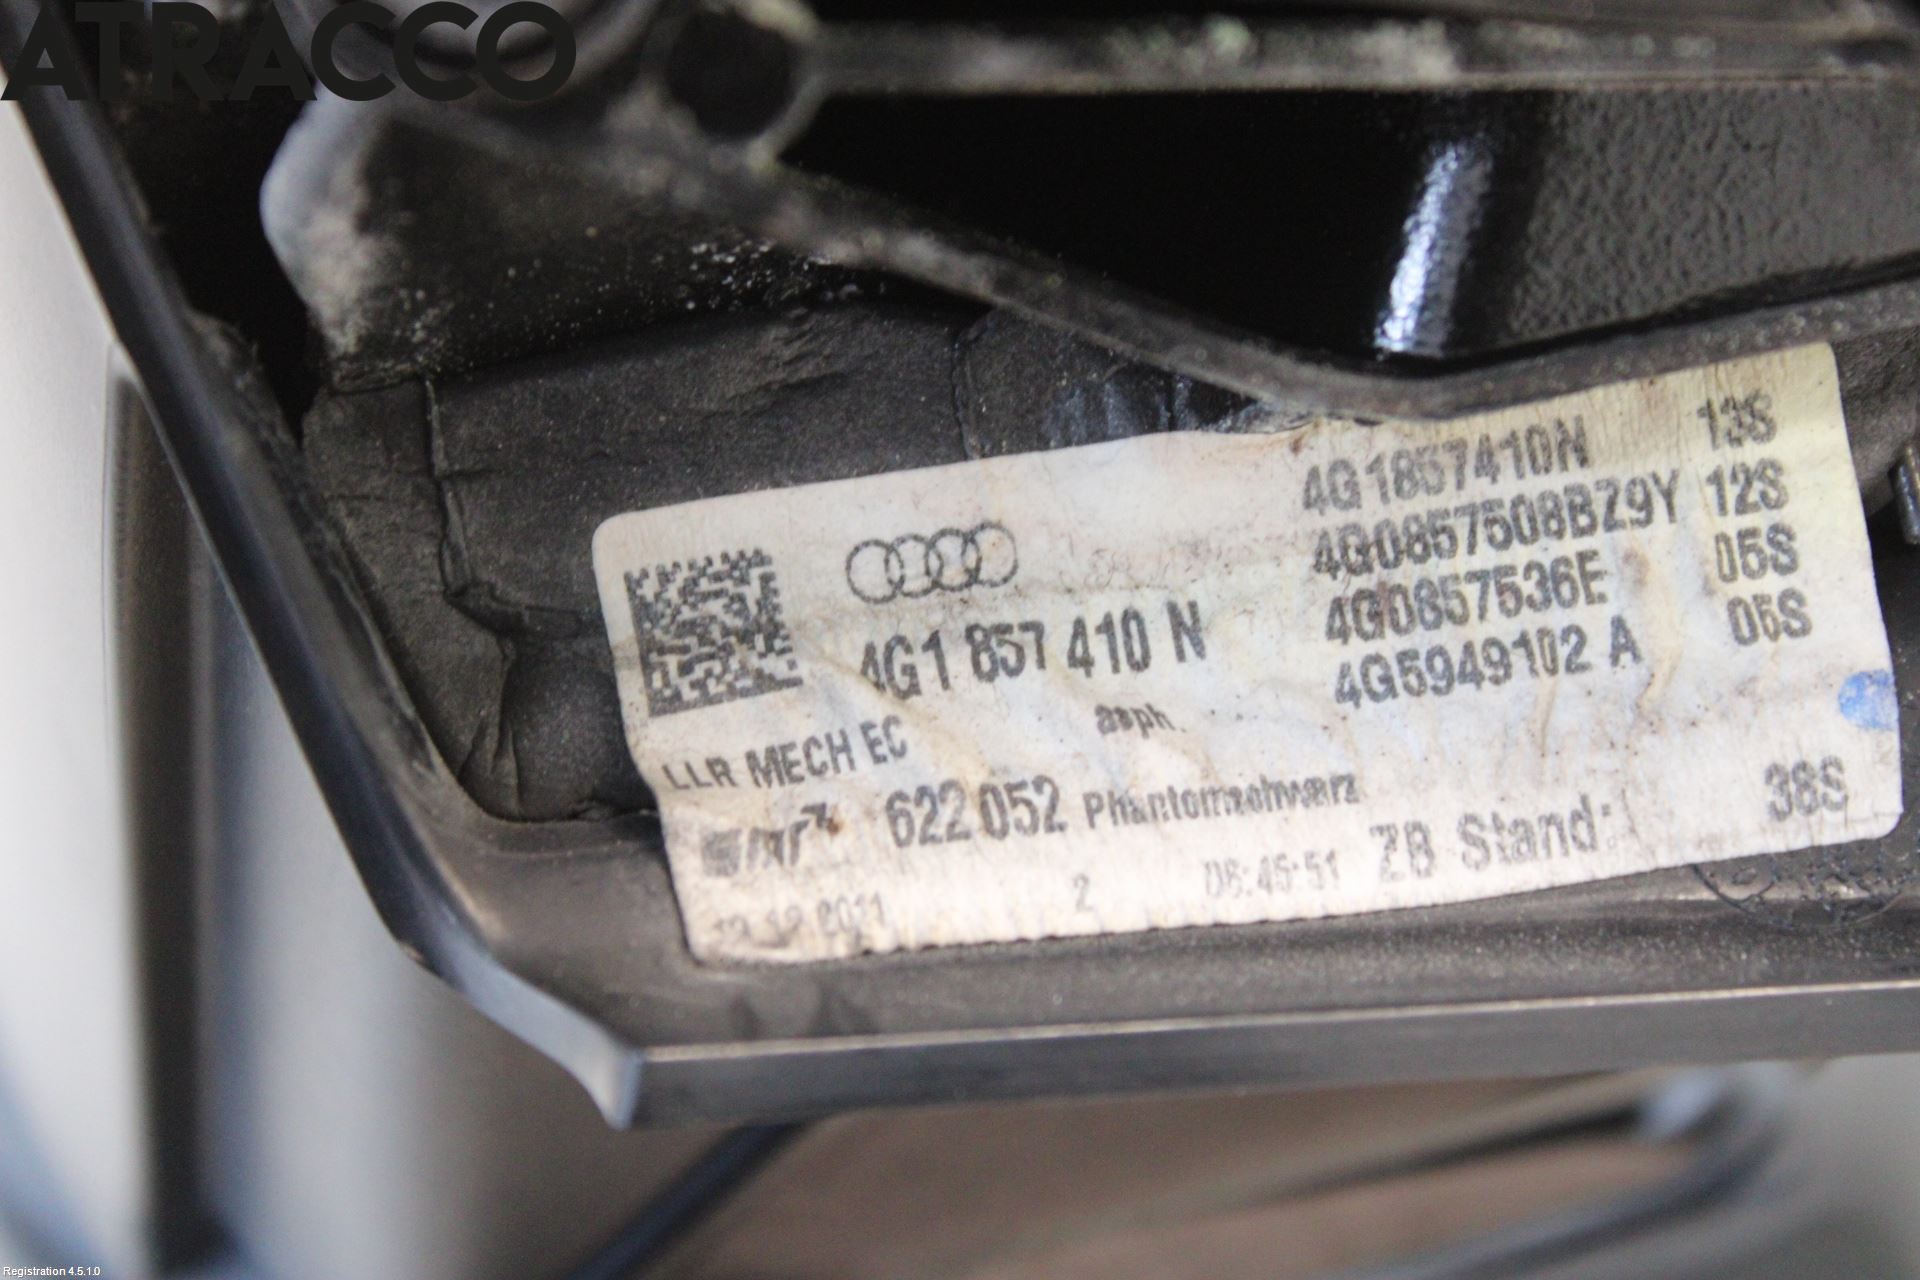 ATRACCO
4G1857410N 13S
4G0857508BZ9Y 12S
4G0857536E 05S
4G5949102 A 05S
4G1 857 410 N
asph.
LLR MECH EC
622 052 Phantomschwarz
ZB Stand: 38S
2011 2 06:45:51
Registration 4.5.1.0